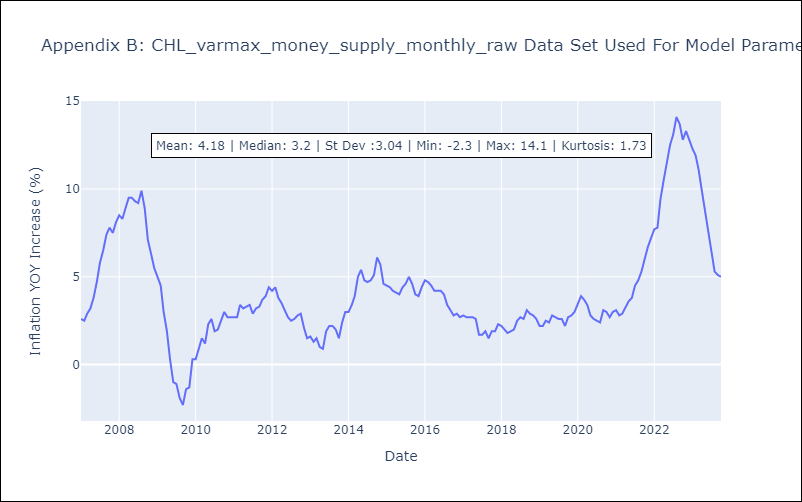 Appendix B: CHL_varmax_money_supply_monthly_raw Data Set Used For Model Parame
15
Mean: 4.18 | Median: 3.2 | St Dev :3.04 | Min: -2.3 | Max: 14.1 | Kurtosis: 1.73
10
5
0
Inflation YOY Increase (%)
2008 2010 2012 2014 2016 2018 2020 2022
Date